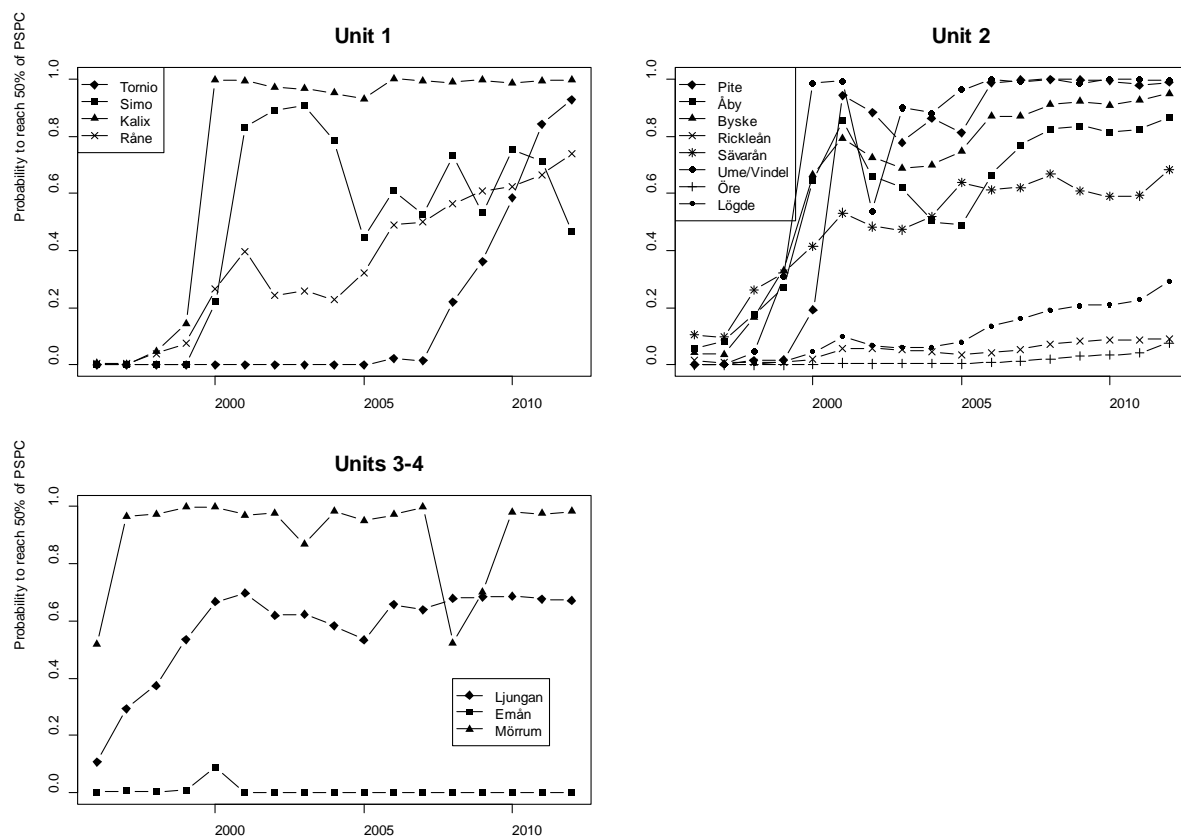 Unit 1
Probability to reach 50% of PSPC
0.0 0.2 0.4 0.6 0.8 1.0
Tornio
Simo
Kalix
Råne
2000 2005 2010
Unit 2
0.0 0.2 0.4 0.6 0.8 1.0
Pite
Åby
Byske
Rickleån
Sävarån
Ume/Vindel
Öre
Lögde
2000 2005 2010
Units 3-4
Probability to reach 50% of PSPC
0.0 0.2 0.4 0.6 0.8 1.0
Ljungan
Emån
Mörrum
2000 2005 2010